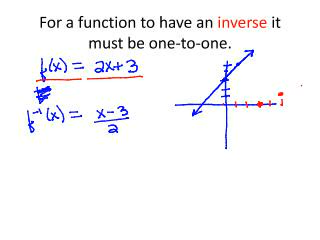 For a function to have an inverse it
must be one-to-one.
f(x) = 2x+3
f⁻¹(x) = x-3
2